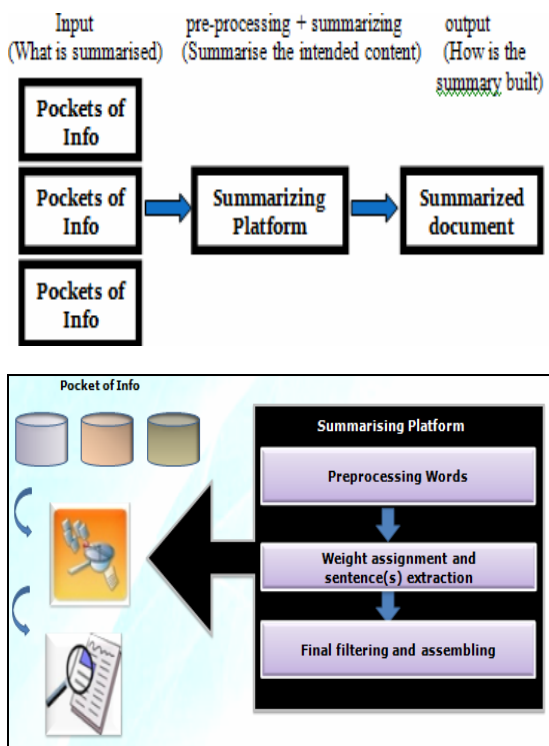 Input
(What is summarised)
pre-processing + summarizing
(Summarise the intended content)
output
(How is the
summary built)
Pockets of
Info
Pockets of
Info
Summarizing
Platform
Summarized
document
Pockets of
Info
Pocket of Info
Summarising Platform
Preprocessing Words
Weight assignment and
sentence(s) extraction
Final filtering and assembling